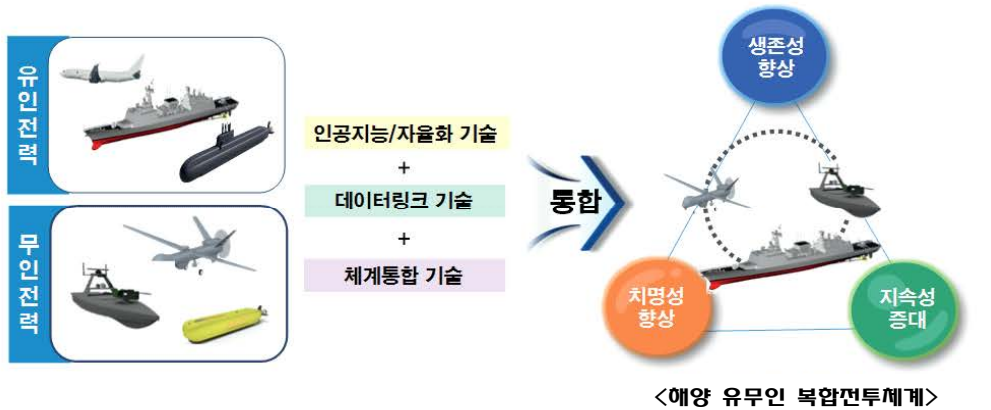 유인전력
무인전력
인공지능/자율화 기술
+
데이터링크 기술
+
체계통합 기술
통합
생존성
향상
치명성
향상
지속성
증대
<해양 유무인 복합전투체계>